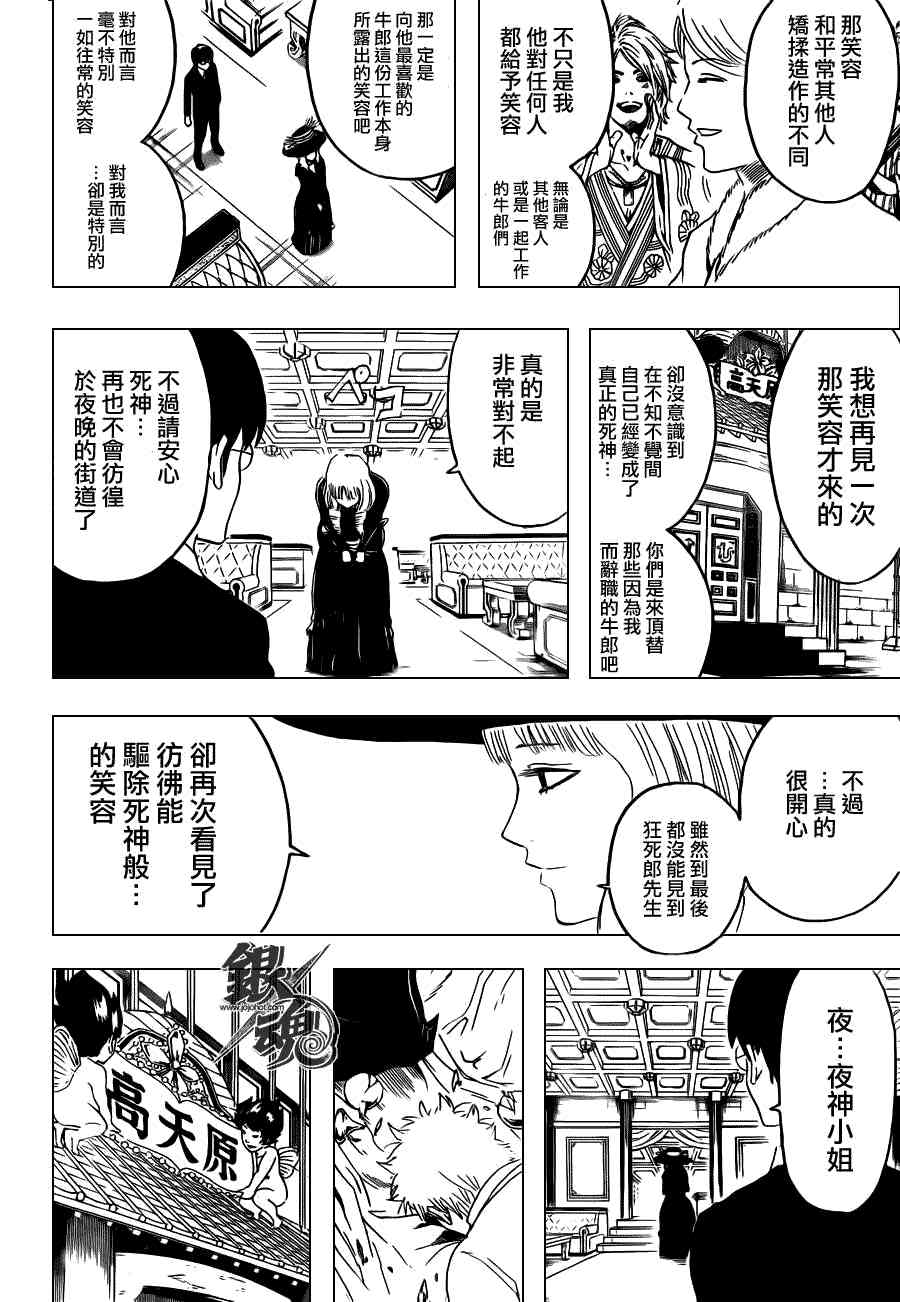 那笑容
和平常其他人
矯揉造作的不同
不只是我
他對任何人
都給予笑容
無論是
其他客人
或是一起工作
的牛郎們
那一定是
向他最喜歡的
牛郎這份工作本身
所露出的笑容吧
對他而言
毫不特別
一如往常的笑容
對我而言
…卻是特別的
我想再見一次
那笑容才來的
高天原
卻沒意識到
在不知不覺間
自己已經變成了
真正的死神…
你們是來頂替
那些因為我
而辭職的牛郎吧
真的是
非常對不起
不過請安心
死神…
再也不會彷徨
於夜晚的街道了
不過
…真的
很開心
雖然到最後
都沒能見到
狂死郎先生
卻再次看見了
彷彿能
驅除死神般
的笑容…
夜…夜神小姐
高天原
銀魂
www.jojohot.com